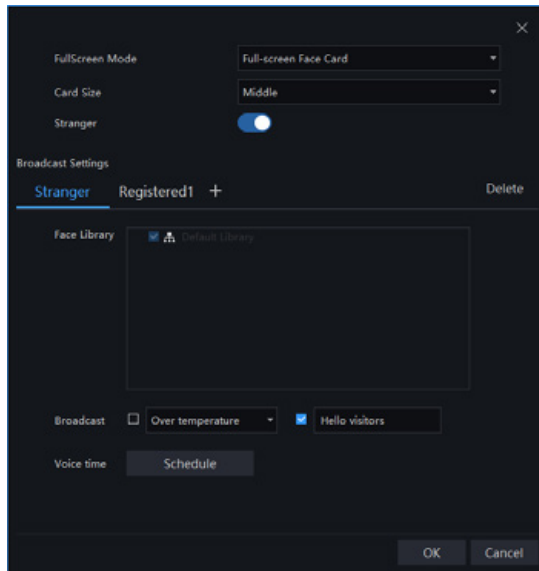 FullScreen Mode Full-screen Face Card
Card Size Middle
Stranger
Broadcast Settings
Stranger Registered1 + Delete
Face Library Default Library
Broadcast Over temperature Hello visitors
Voice time Schedule
OK Cancel